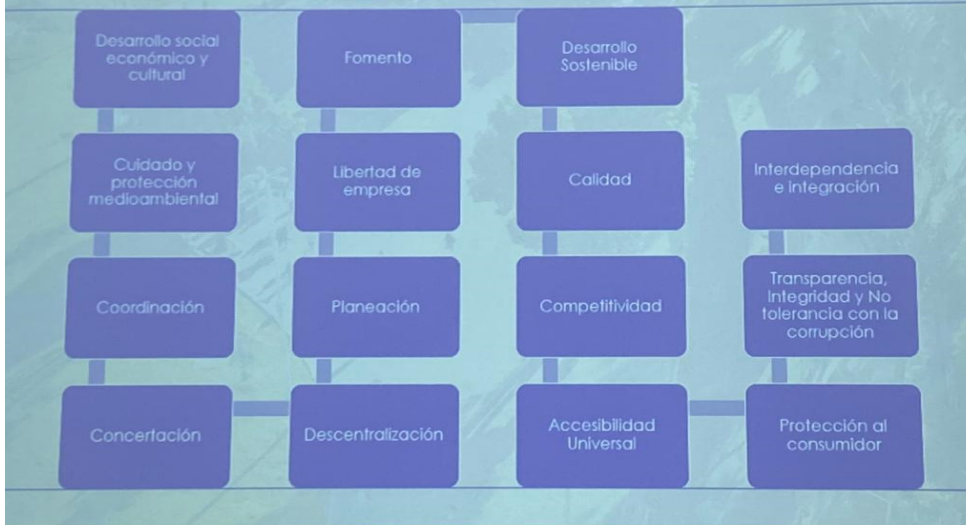 Desarrollo social
económico y
cultural
Cuidado y
protección
medioambiental
Coordinación
Concertación
Descentralización
Planeación
Libertad de
empresa
Fomento
Desarrollo
Sostenible
Calidad
Competitividad
Accesibilidad
Universal
Protección al
consumidor
Transparencia,
Integridad y No
tolerancia con la
corrupción
Interdependencia
e integración